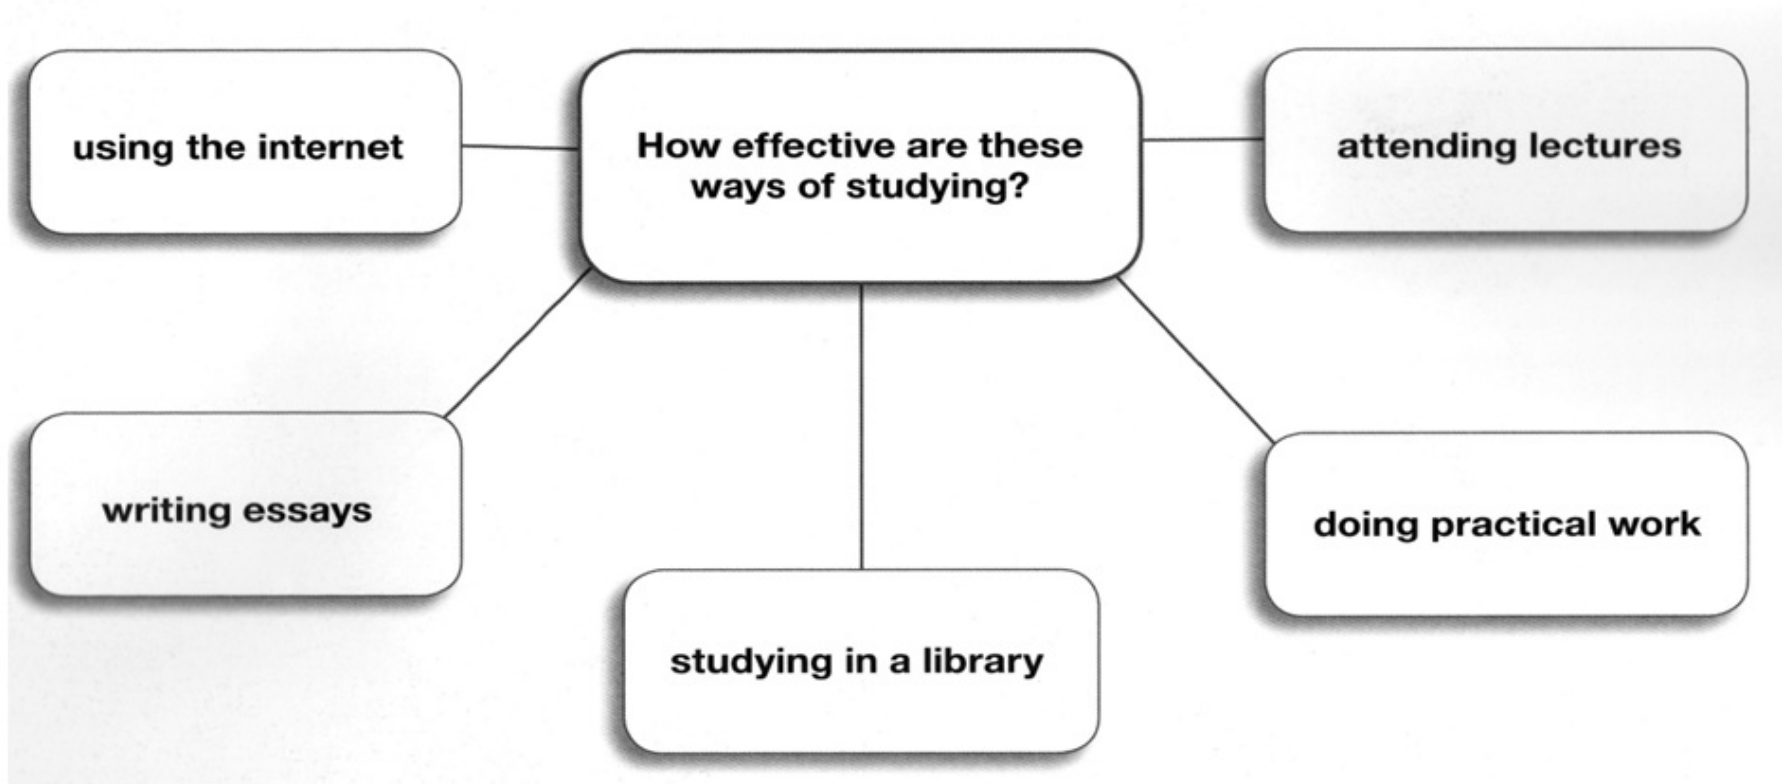 using the internet
How effective are these
ways of studying?
attending lectures
writing essays
doing practical work
studying in a library